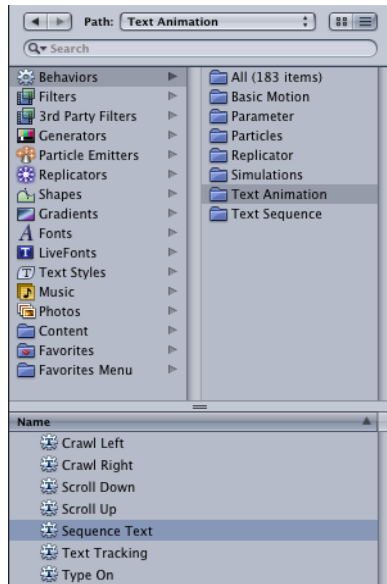 Path: Text Animation
Search
Behaviors
Filters
3rd Party Filters
Generators
Particle Emitters
Replicators
Shapes
Gradients
Fonts
LiveFonts
Text Styles
Music
Photos
Content
Favorites
Favorites Menu
All (183 items)
Basic Motion
Parameter
Particles
Replicator
Simulations
Text Animation
Text Sequence
Name
Crawl Left
Crawl Right
Scroll Down
Scroll Up
Sequence Text
Text Tracking
Type On